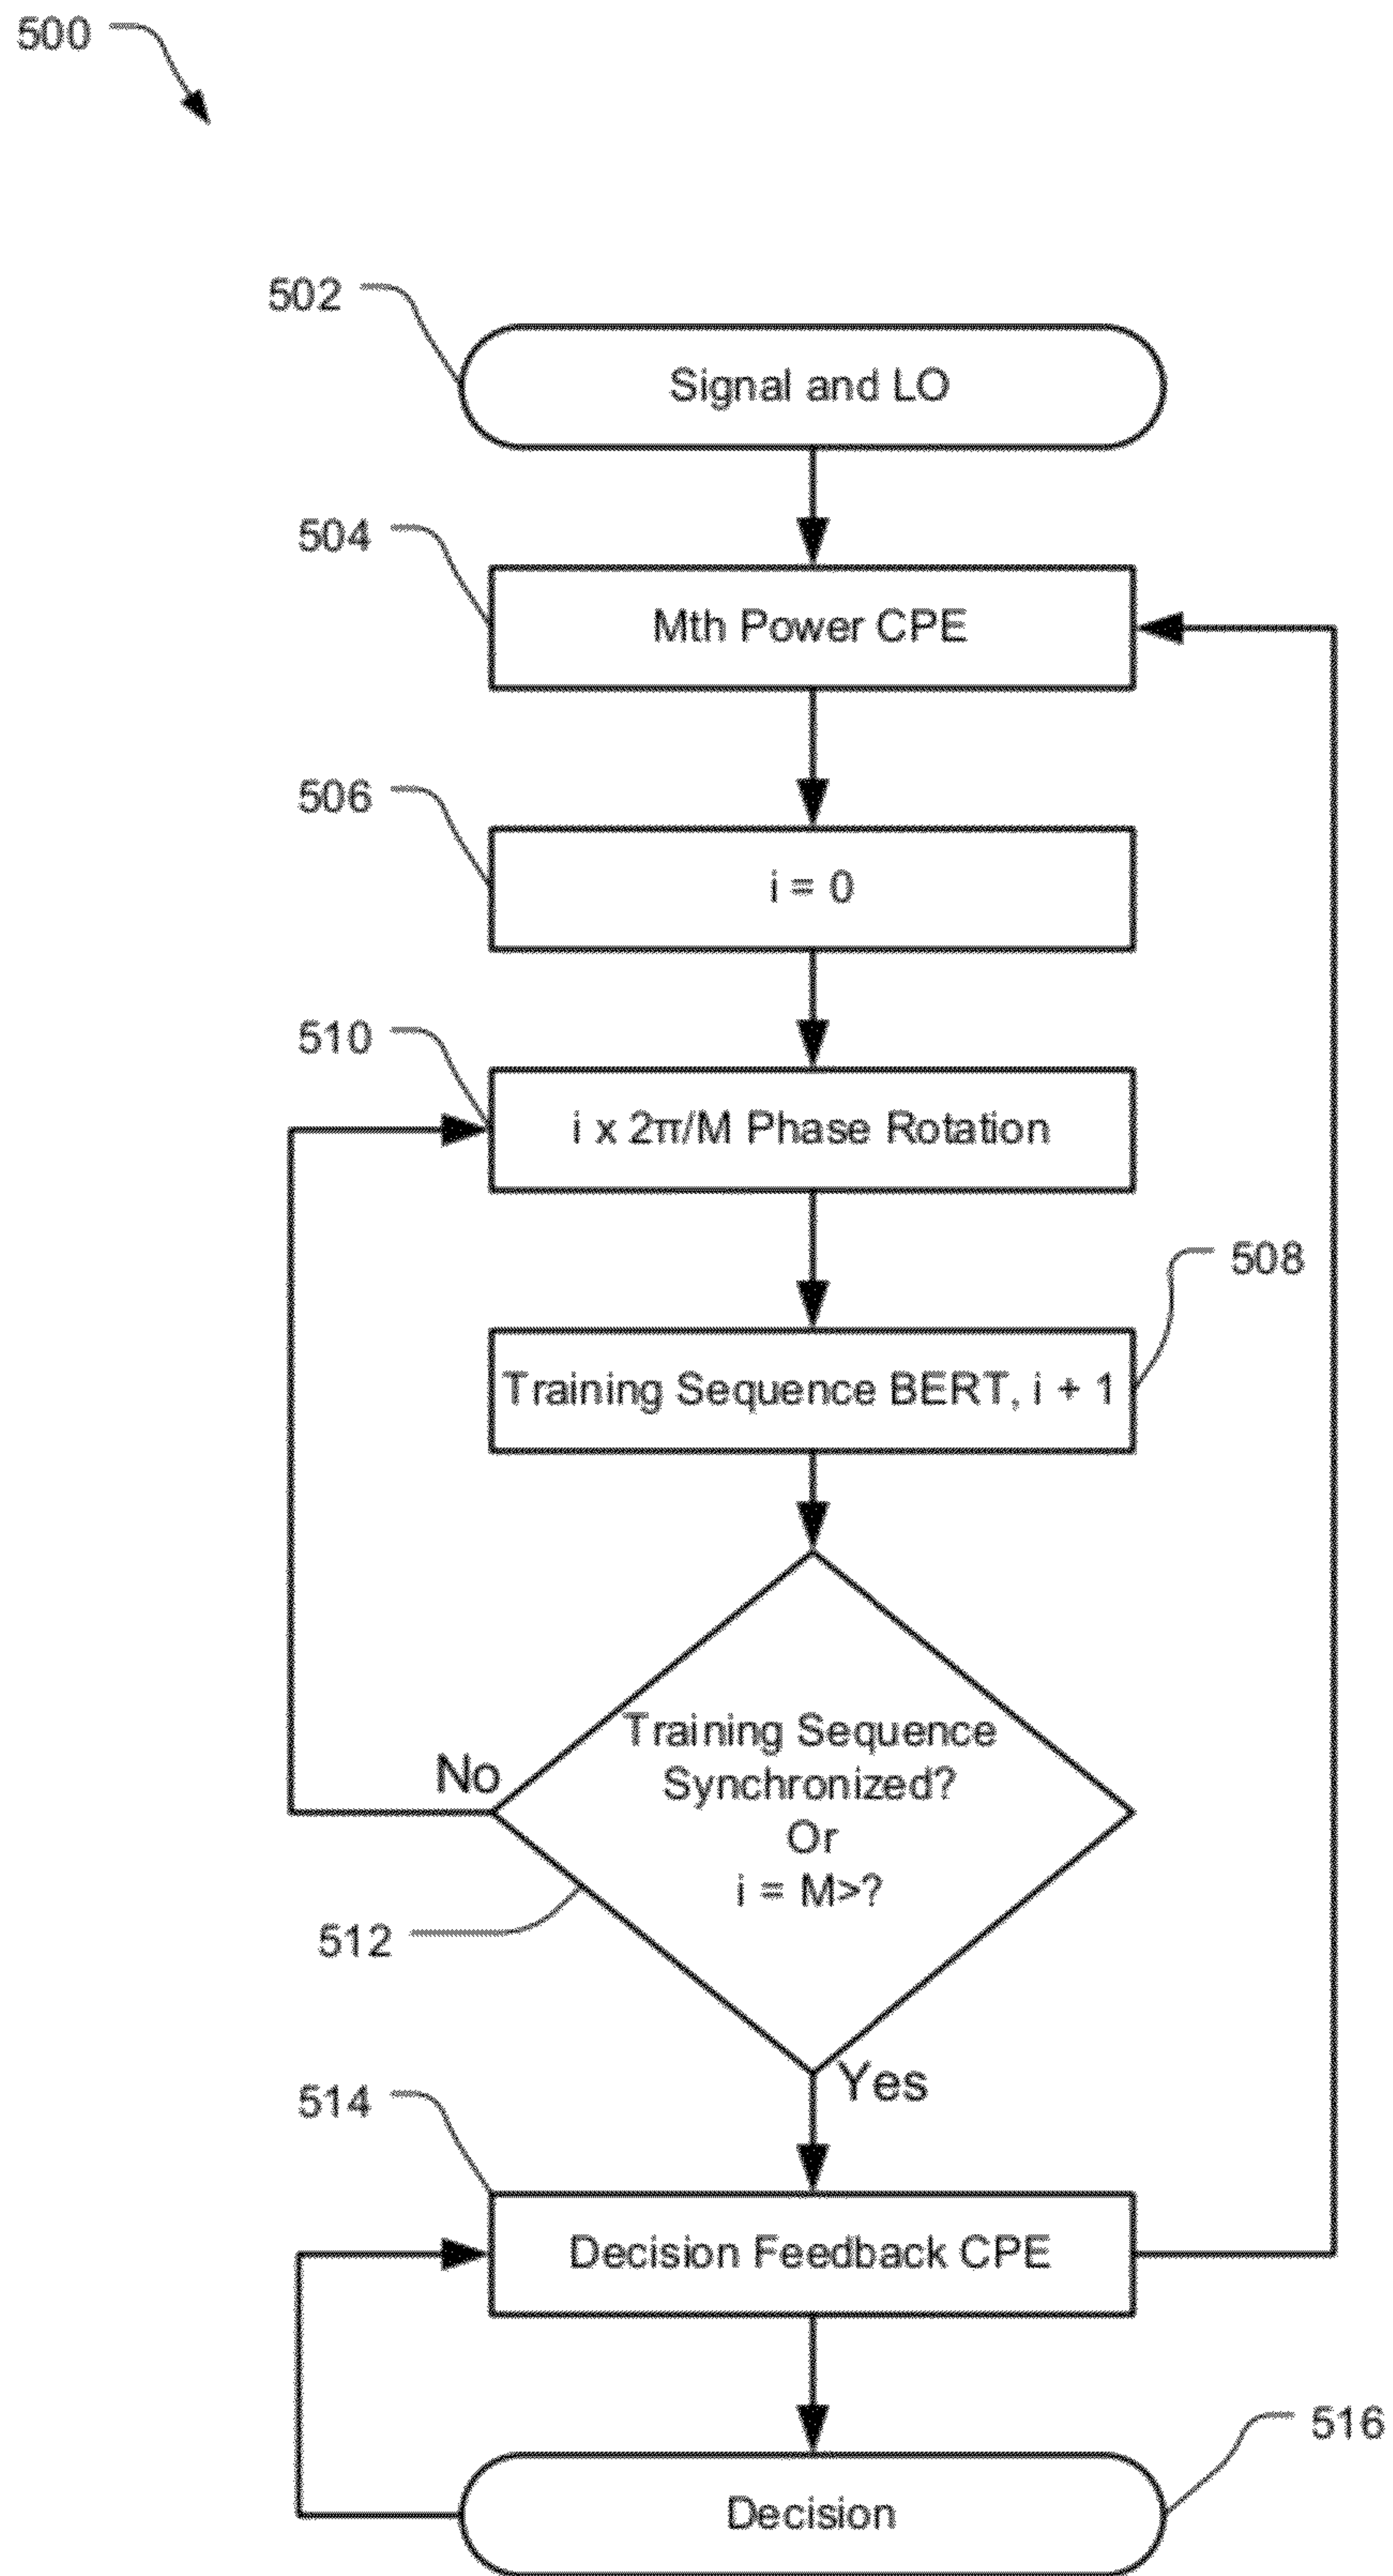 500
502
Signal and LO
504
Mth Power CPE
506
i = 0
510
i x 2π/M Phase Rotation
508
Training Sequence BERT, i + 1
Training Sequence
Synchronized?
Or
i = M>?
No
512
Yes
514
Decision Feedback CPE
516
Decision